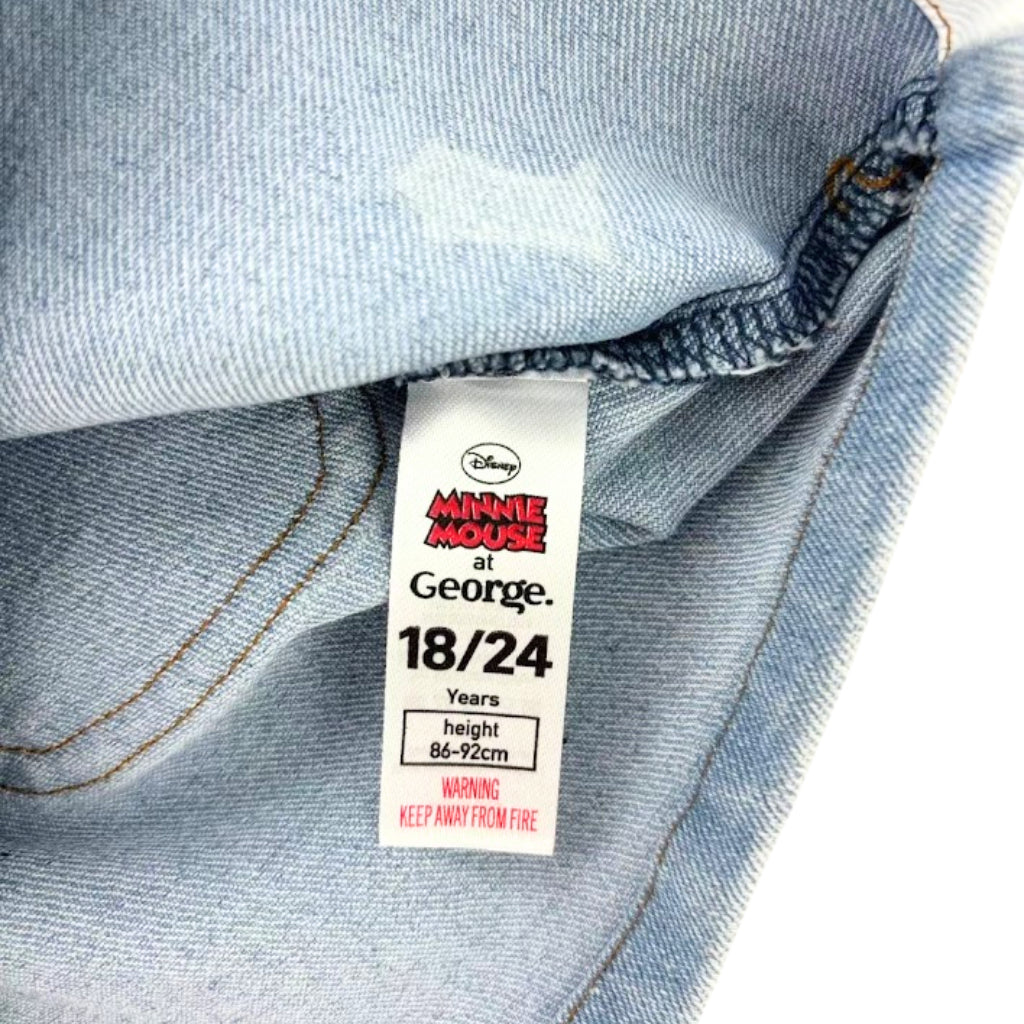 Disney
MINNIE
MOUSE
at
George.
18/24
Years
height
86-92cm
WARNING
KEEP AWAY FROM FIRE